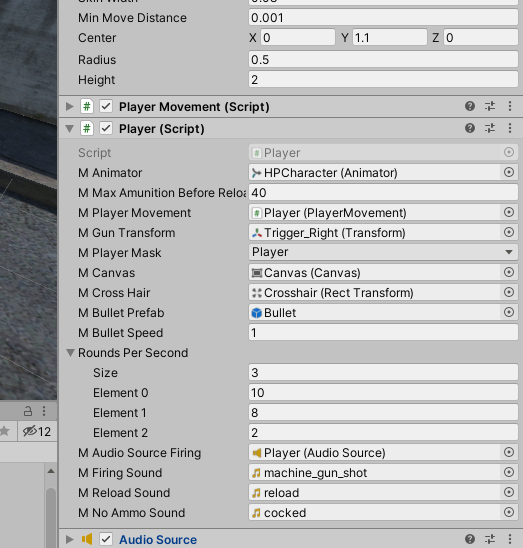 Min Move Distance 0.001
Center X 0 Y 1.1 Z 0
Radius 0.5
Height 2
# Player Movement (Script)
# Player (Script)
Script # Player
M Animator HPCharacter (Animator)
M Max Amunition Before Reloa 40
M Player Movement # Player (PlayerMovement)
M Gun Transform Trigger_Right (Transform)
M Player Mask Player
M Canvas Canvas (Canvas)
M Cross Hair Crosshair (Rect Transform)
M Bullet Prefab Bullet
M Bullet Speed 1
Rounds Per Second
Size 3
Element 0 10
Element 1 8
12
Element 2 2
M Audio Source Firing Player (Audio Source)
M Firing Sound machine_gun_shot
M Reload Sound reload
M No Ammo Sound cocked
Audio Source